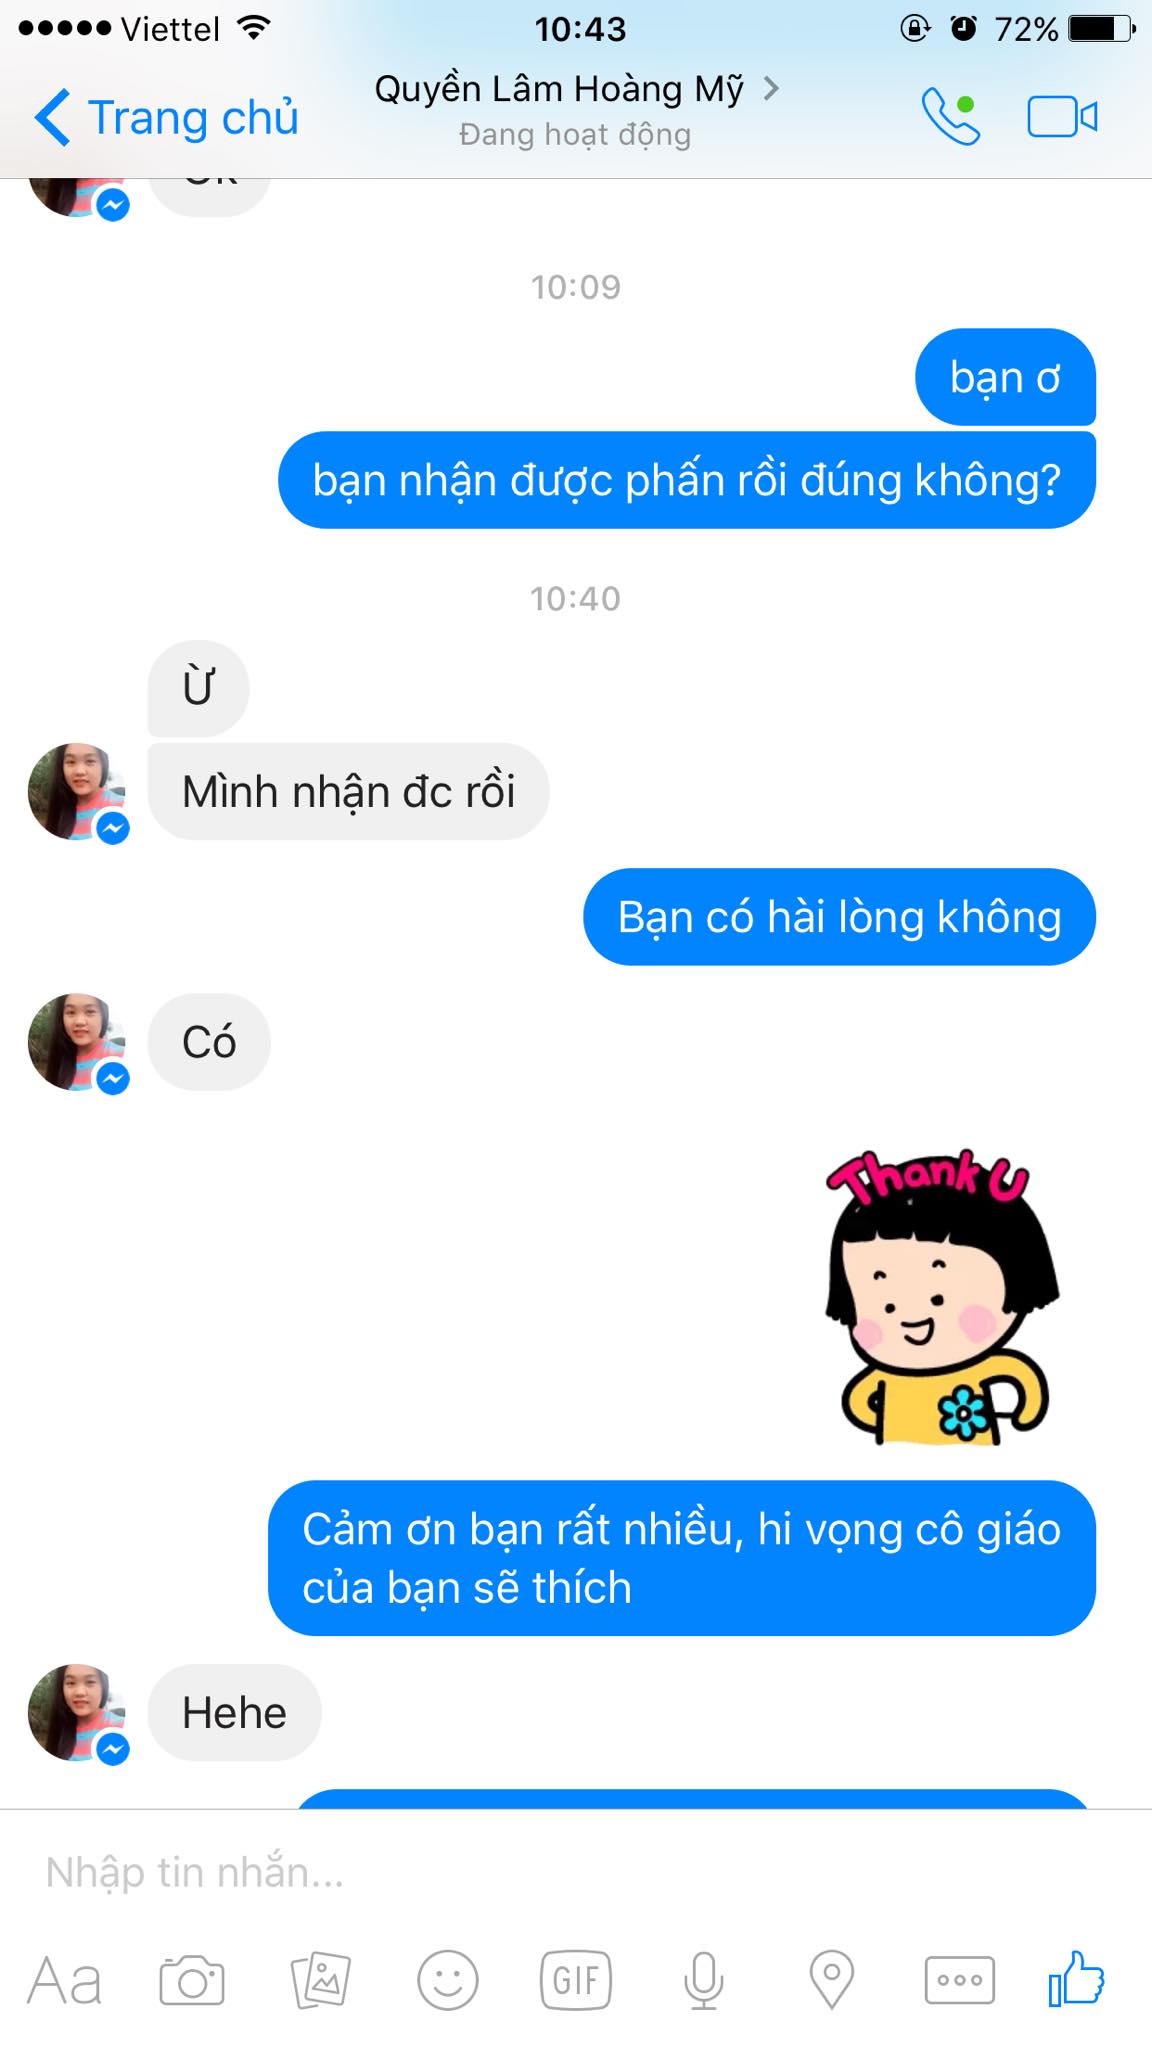 Viettel 10:43 72%
Trang chủ
Quyền Lâm Hoàng Mỹ
Đang hoạt động
10:09
bạn ơ
bạn nhận được phấn rồi đúng không?
10:40
Ừ
Mình nhận đc rồi
Bạn có hài lòng không
Có
Thank U
Cảm ơn bạn rất nhiều, hi vọng cô giáo
của bạn sẽ thích
Hehe
Nhập tin nhắn...
Aa
GIF